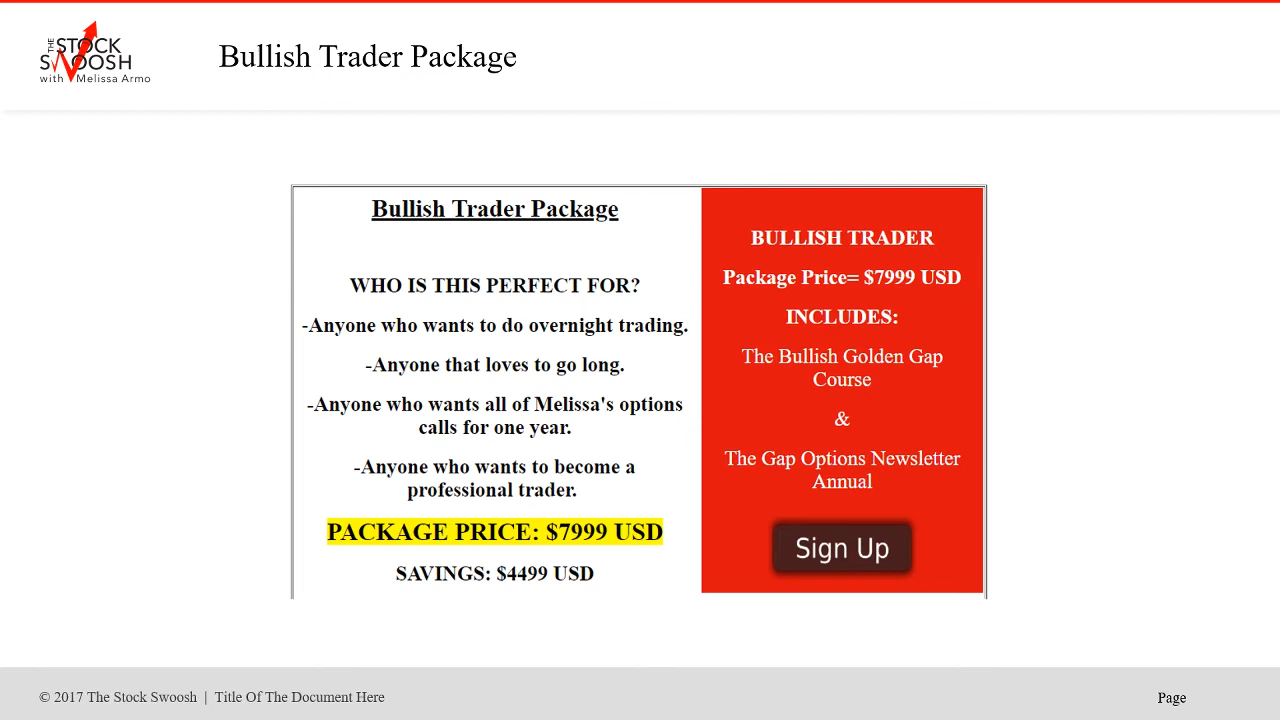 THE
STOCK
SWOOSH
with Melissa Armo
Bullish Trader Package
Bullish Trader Package
WHO IS THIS PERFECT FOR?
-Anyone who wants to do overnight trading.
-Anyone that loves to go long.
-Anyone who wants all of Melissa's options
calls for one year.
-Anyone who wants to become a
professional trader.
PACKAGE PRICE: $7999 USD
SAVINGS: $4499 USD
BULLISH TRADER
Package Price= $7999 USD
INCLUDES:
The Bullish Golden Gap
Course
&
The Gap Options Newsletter
Annual
Sign Up
© 2017 The Stock Swoosh | Title Of The Document Here
Page